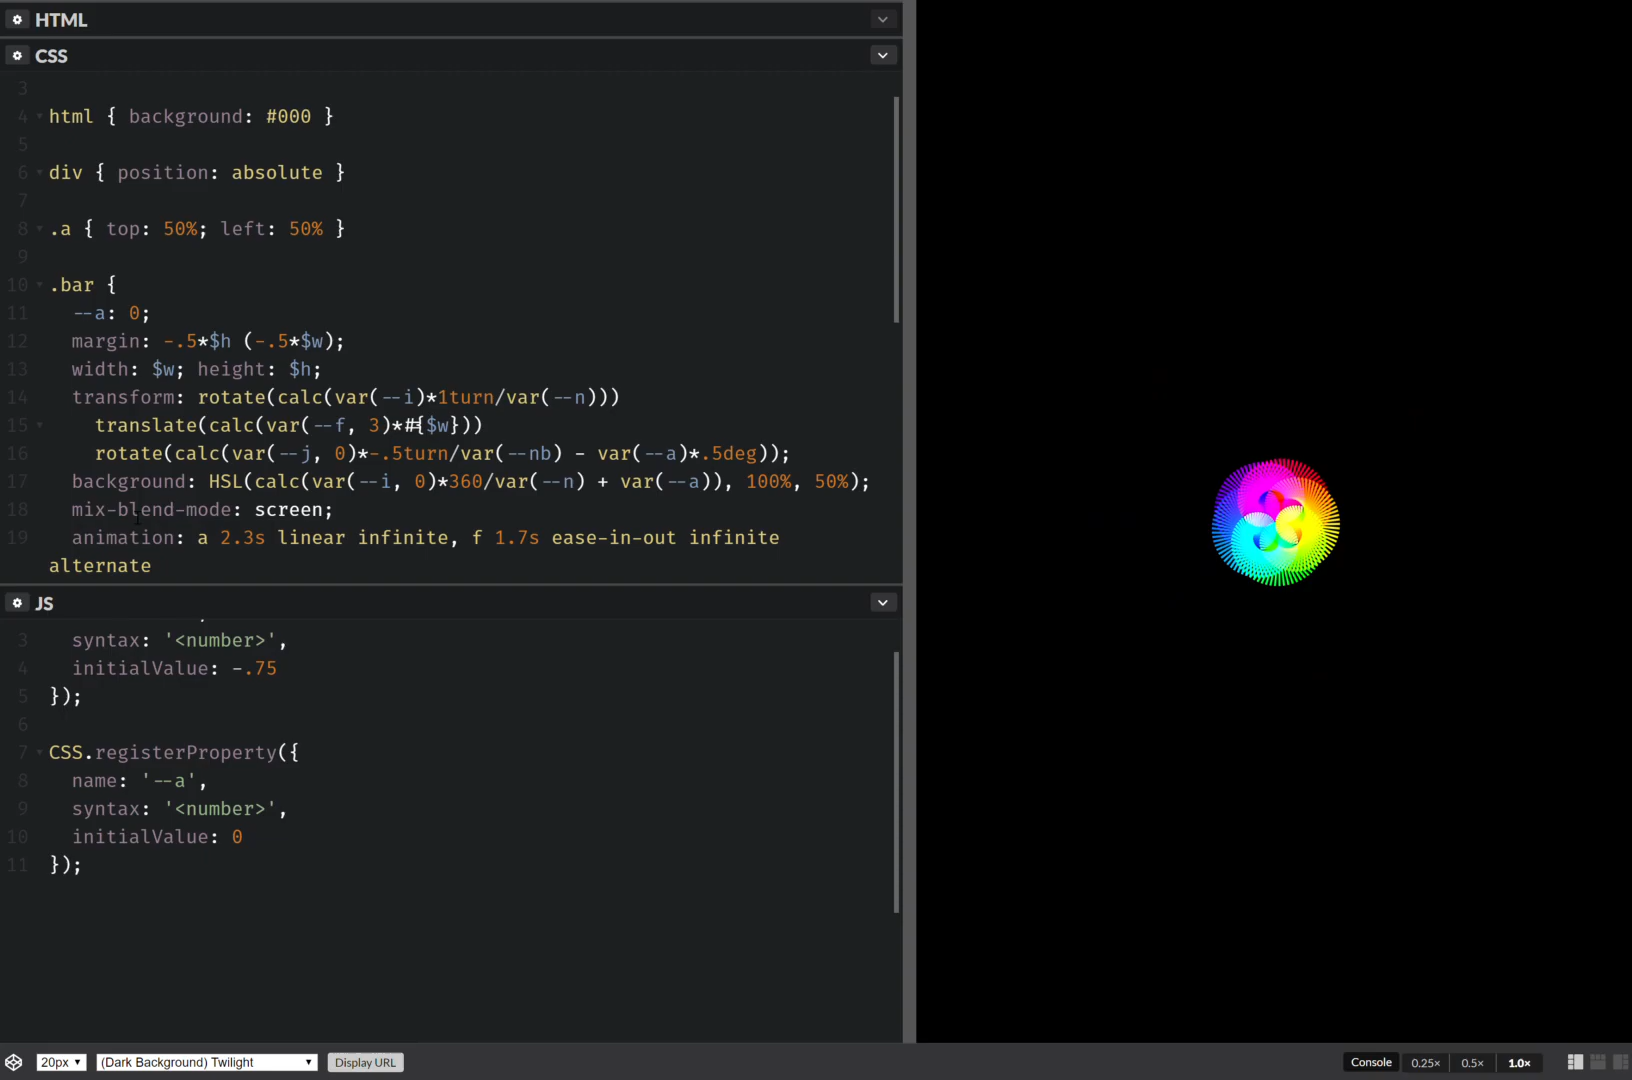 HTML
CSS
3
4 html { background: #000 }
5
6 div { position: absolute }
7
8 .a { top: 50%; left: 50% }
9
10 .bar {
11 --a: 0;
12 margin: -.5*$h (-.5*$w);
13 width: $w; height: $h;
14 transform: rotate(calc(var(--i)*1turn/var(--n)))
15 translate(calc(var(--f, 3)*#{$w}))
16 rotate(calc(var(--j, 0)*-.5turn/var(--nb) - var(--a)*.5deg));
17 background: HSL(calc(var(--i, 0)*360/var(--n) + var(--a)), 100%, 50%);
18 mix-blend-mode: screen;
19 animation: a 2.3s linear infinite, f 1.7s ease-in-out infinite
alternate
JS
3 syntax: '<number>',
4 initialValue: -.75
5 });
6
7 CSS.registerProperty({
8 name: '--a',
9 syntax: '<number>',
10 initialValue: 0
11 });
20px (Dark Background) Twilight Display URL Console 0.25× 0.5× 1.0×